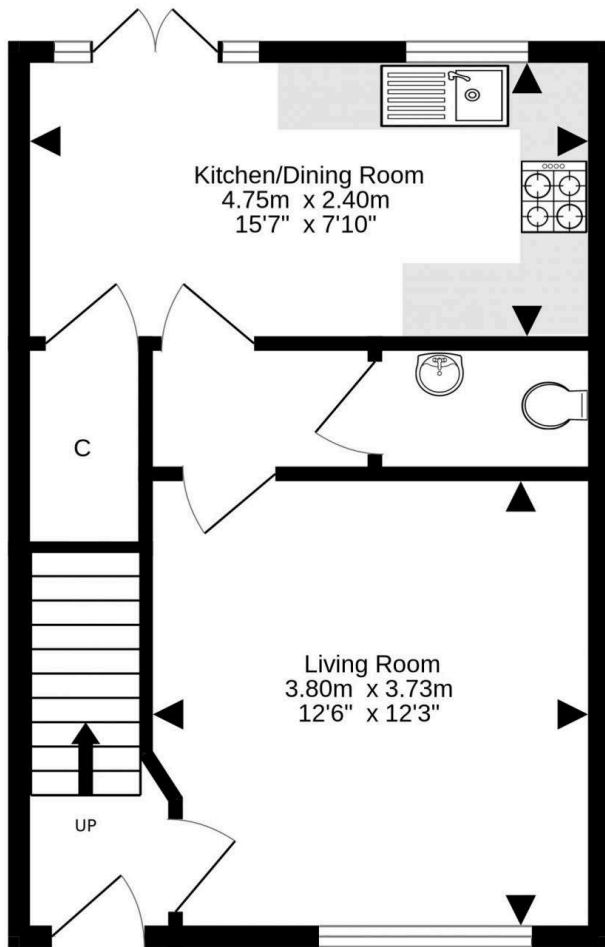 Kitchen/Dining Room
4.75m x 2.40m
15'7" x 7'10"
C
Living Room
3.80m x 3.73m
12'6" x 12'3"
UP